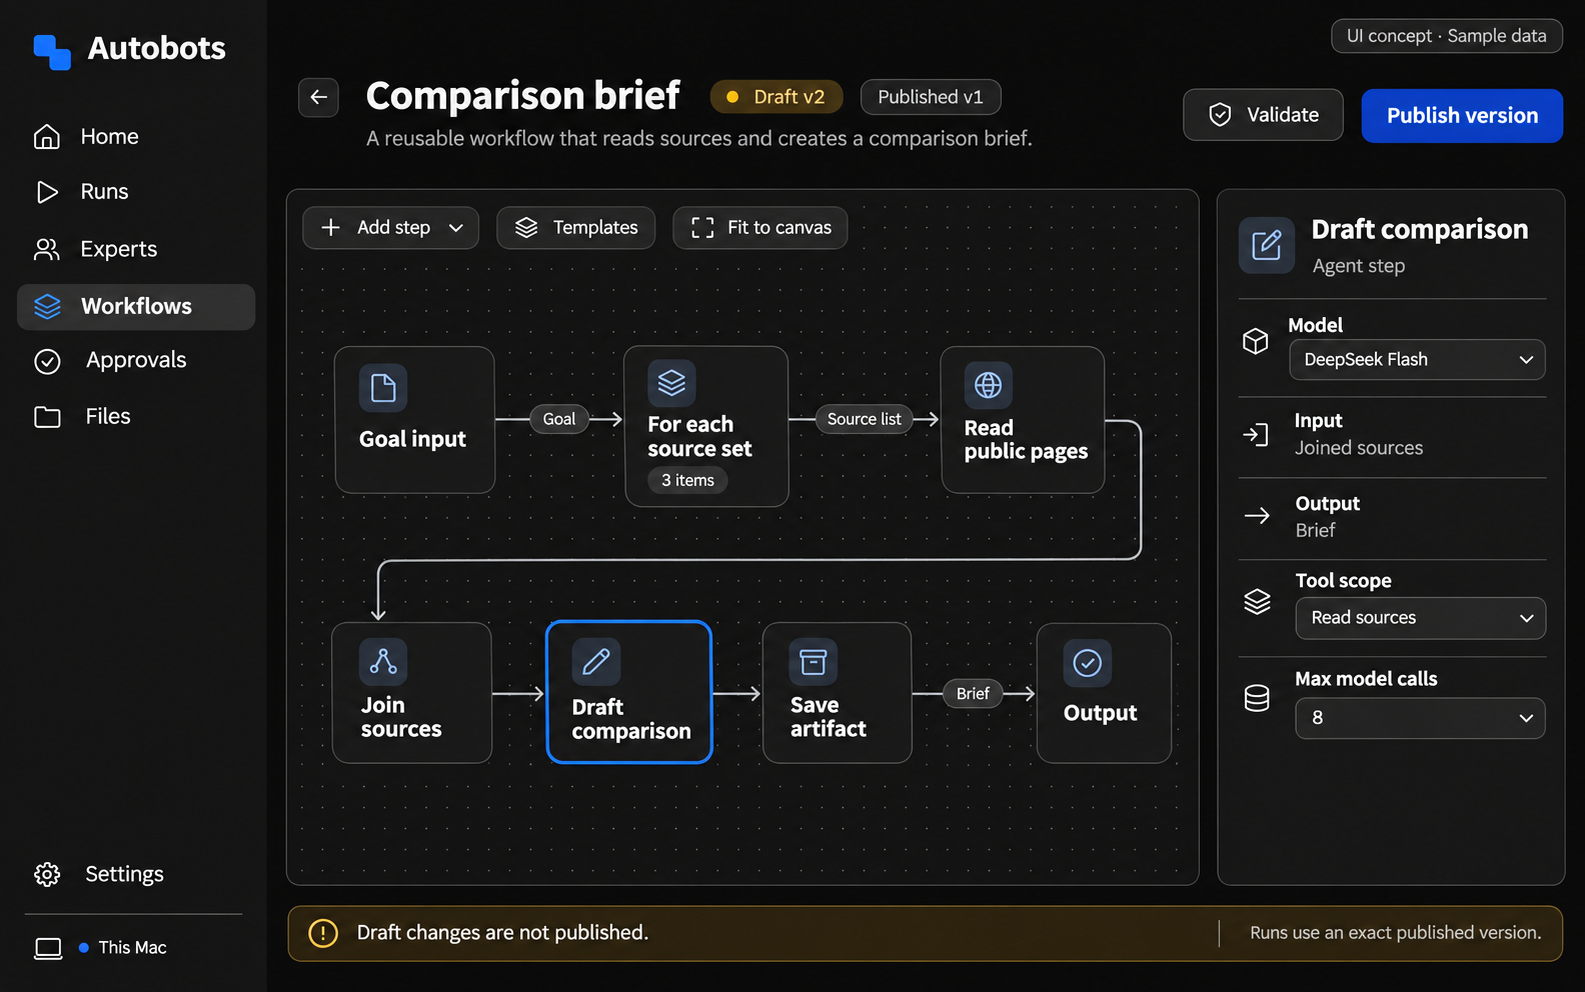 Autobots
UI concept · Sample data
Home
Runs
Experts
Workflows
Approvals
Files
Settings
This Mac
Comparison brief
Draft v2
Published v1
A reusable workflow that reads sources and creates a comparison brief.
Validate
Publish version
Add step
Templates
Fit to canvas
Goal input
Goal
For each
source set
3 items
Source list
Read
public pages
Join
sources
Draft
comparison
Save
artifact
Brief
Output
Draft comparison
Agent step
Model
DeepSeek Flash
Input
Joined sources
Output
Brief
Tool scope
Read sources
Max model calls
8
Draft changes are not published.
Runs use an exact published version.